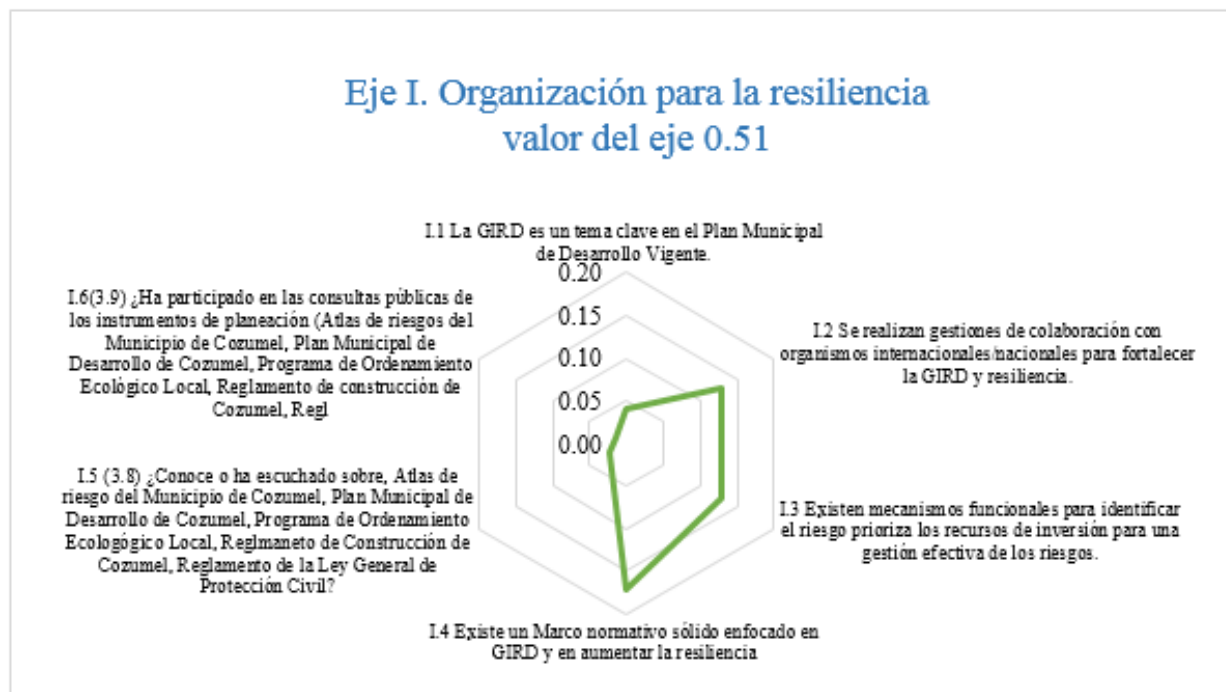 Eje I. Organización para la resiliencia
valor del eje 0.51
I.1 La GIRD es un tema clave en el Plan Municipal
de Desarrollo Vigente.
0.20
0.15
0.10
0.05
0.00
I.2 Se realizan gestiones de colaboración con
organismos internacionales/nacionales para fortalecer
la GIRD y resiliencia.
I.3 Existen mecanismos funcionales para identificar
el riesgo prioriza los recursos de inversión para una
gestión efectiva de los riesgos.
I.4 Existe un Marco normativo sólido enfocado en
GIRD y en aumentar la resiliencia
I.5 (3.8) ¿Conoce o ha escuchado sobre, Atlas de
riesgo del Municipio de Cozumel, Plan Municipal de
Desarrollo de Cozumel, Programa de Ordenamiento
Ecologógico Local, Reglmaneto de Construcción de
Cozumel, Reglamento de la Ley General de
Protección Civil?
I.6(3.9) ¿Ha participado en las consultas públicas de
los instrumentos de planeación (Atlas de riesgos del
Municipio de Cozumel, Plan Municipal de
Desarrollo de Cozumel, Programa de Ordenamiento
Ecológico Local, Reglamento de construcción de
Cozumel, Regl